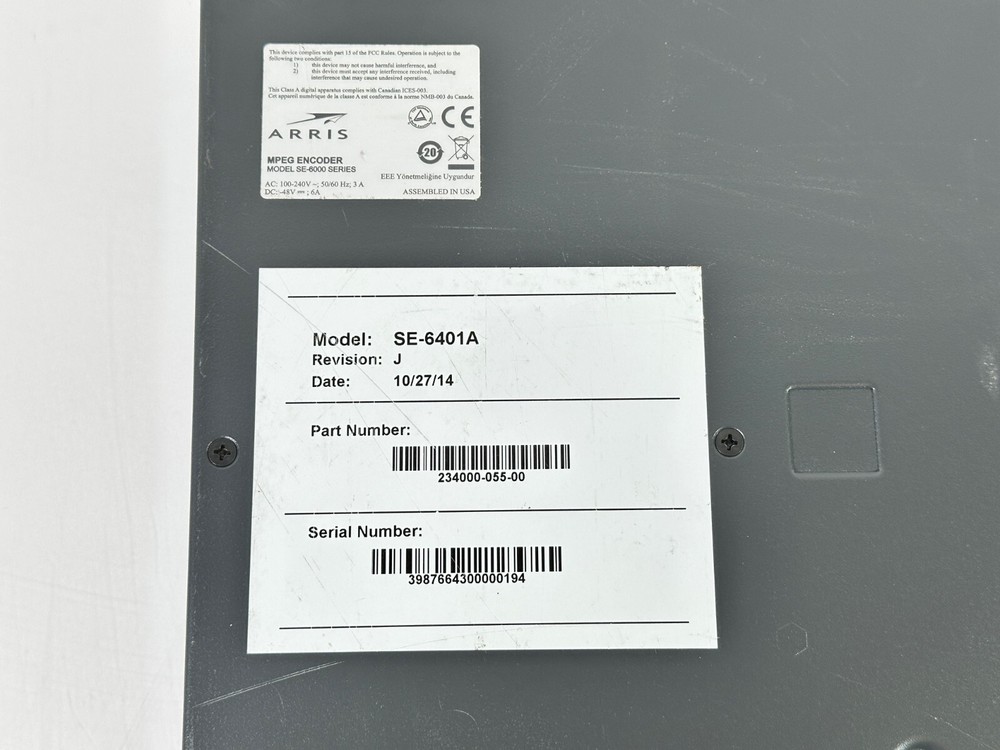 This device complies with part 15 of the FCC Rules. Operation is subject to the
following two conditions:
1) this device may not cause harmful interference, and
2) this device must accept any interference received, including
interference that may cause undesired operation.
This Class A digital apparatus complies with Canadian ICES-003.
Cet appareil numérique de la classe A est conforme à la norme NMB-003 du Canada.
ARRIS
CE
20
MPEG ENCODER
MODEL SE-6000 SERIES
EEE Yönetmeliğine Uygundur
AC: 100-240V ~; 50/60 Hz; 3 A
DC: -48V ⎓ ; 6A
ASSEMBLED IN USA
Model: SE-6401A
Revision: J
Date: 10/27/14
Part Number:
234000-055-00
Serial Number:
3987664300000194